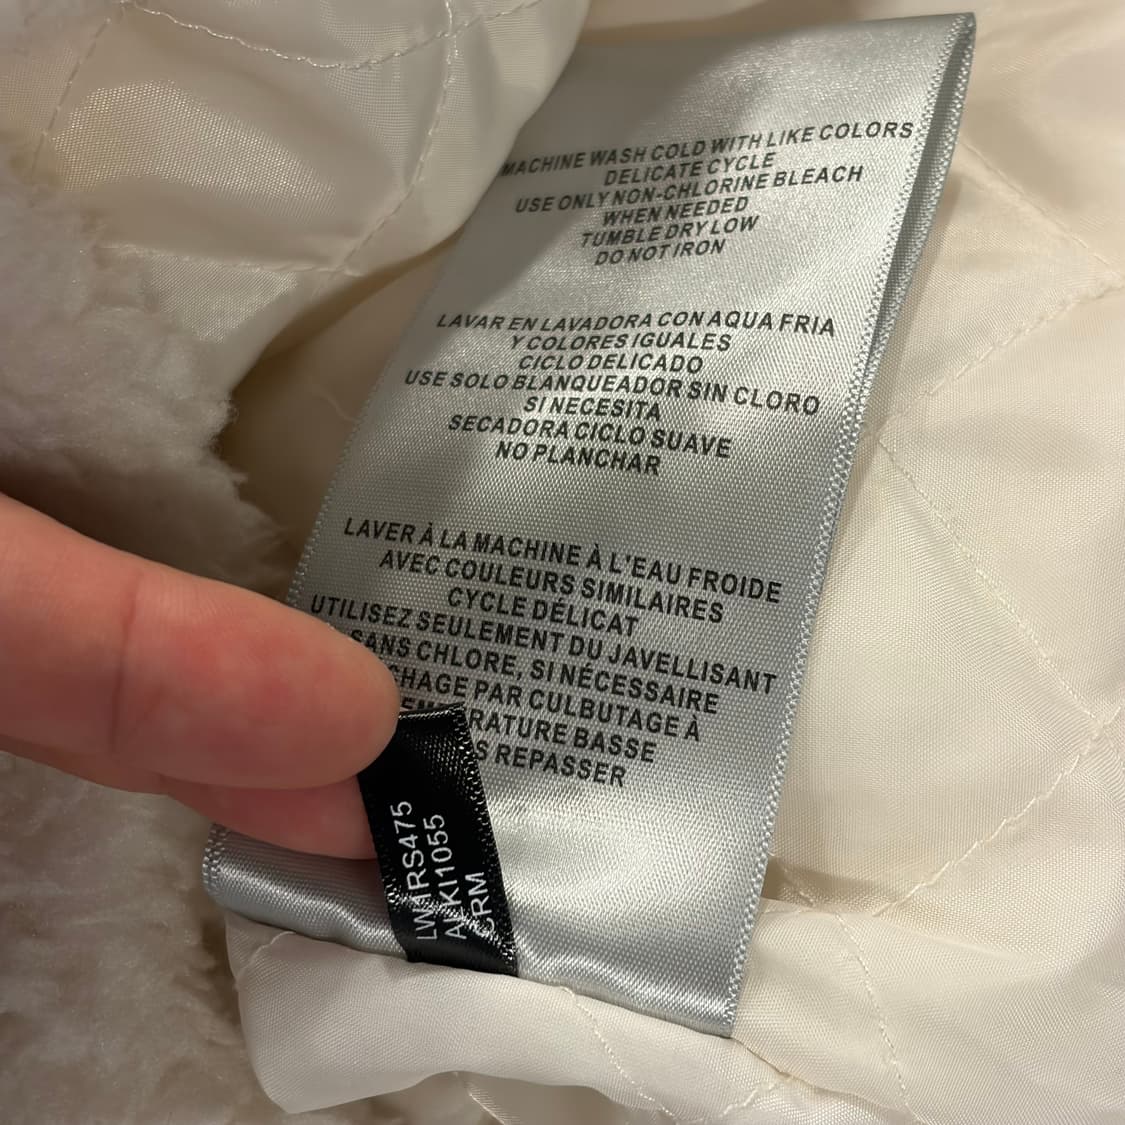 MACHINE WASH COLD WITH LIKE COLORS
DELICATE CYCLE
USE ONLY NON-CHLORINE BLEACH
WHEN NEEDED
TUMBLE DRY LOW
DO NOT IRON
LAVAR EN LAVADORA CON AQUA FRIA
Y COLORES IGUALES
CICLO DELICADO
USE SOLO BLANQUEADOR SIN CLORO
SI NECESITA
SECADORA CICLO SUAVE
NO PLANCHAR
LAVER À LA MACHINE À L'EAU FROIDE
AVEC COULEURS SIMILAIRES
CYCLE DÉLICAT
UTILISEZ SEULEMENT DU JAVELLISANT
SANS CHLORE, SI NÉCESSAIRE
CHAGE PAR CULBUTAGE À
RATURE BASSE
S REPASSER
LW1RS475
ALKI1055
CRM